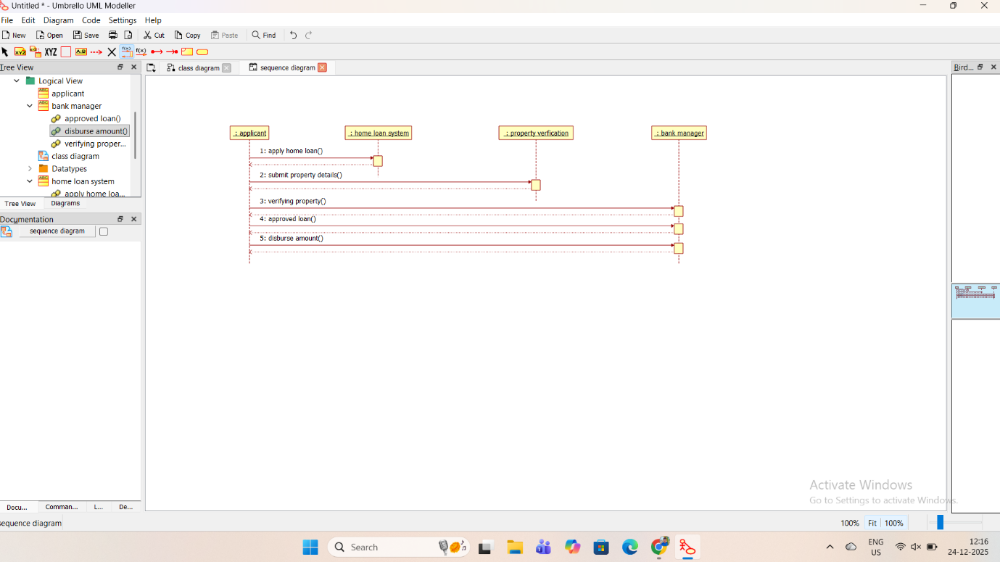 Untitled * - Umbrello UML Modeller
File Edit Diagram Code Settings Help
New Open Save Cut Copy Paste Find
XYZ XYZ A:B f(x) f(x)
Tree View
class diagram sequence diagram
Bird...
Logical View
applicant
bank manager
approved loan()
disburse amount()
verifying proper...
class diagram
Datatypes
home loan system
apply home loa...
Tree View Diagrams
Documentation
sequence diagram
: applicant : home loan system : property verfication : bank manager
1: apply home loan()
2: submit property details()
3: verifying property()
4: approved loan()
5: disburse amount()
Activate Windows
Go to Settings to activate Windows.
Docu... Comman... L... De...
sequence diagram
100% Fit 100%
Search
ENG
US
12:16
24-12-2025